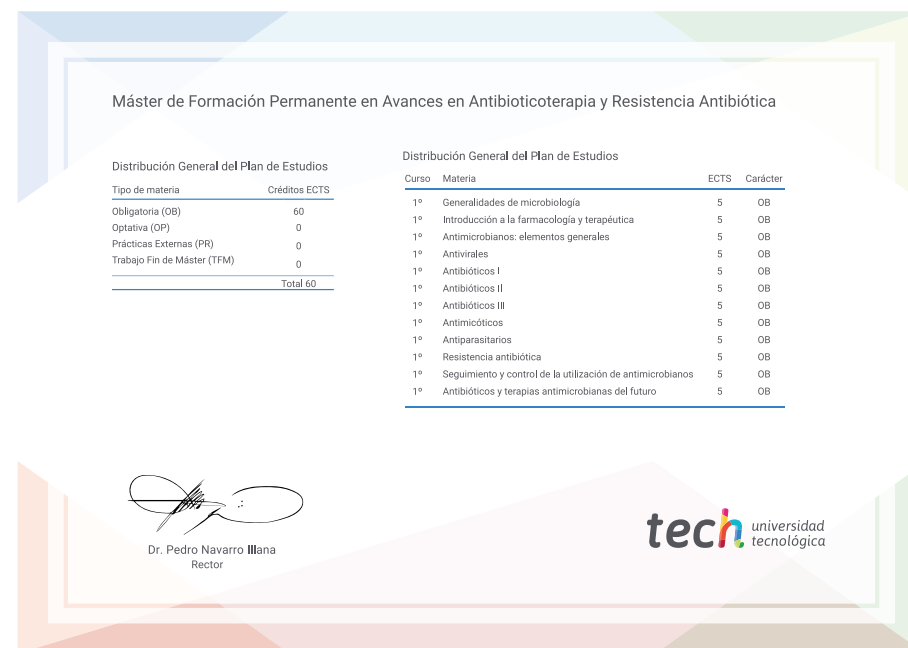 Máster de Formación Permanente en Avances en Antibioticoterapia y Resistencia Antibiótica
Distribución General del Plan de Estudios
Tipo de materia Créditos ECTS
Obligatoria (OB) 60
Optativa (OP) 0
Prácticas Externas (PR) 0
Trabajo Fin de Máster (TFM) 0
Total 60
Distribución General del Plan de Estudios
Curso Materia ECTS Carácter
1º Generalidades de microbiología 5 OB
1º Introducción a la farmacología y terapéutica 5 OB
1º Antimicrobianos: elementos generales 5 OB
1º Antivirales 5 OB
1º Antibióticos I 5 OB
1º Antibióticos II 5 OB
1º Antibióticos III 5 OB
1º Antimicóticos 5 OB
1º Antiparasitarios 5 OB
1º Resistencia antibiótica 5 OB
1º Seguimiento y control de la utilización de antimicrobianos 5 OB
1º Antibióticos y terapias antimicrobianas del futuro 5 OB
Dr. Pedro Navarro Illana
Rector
tech universidad
tecnológica